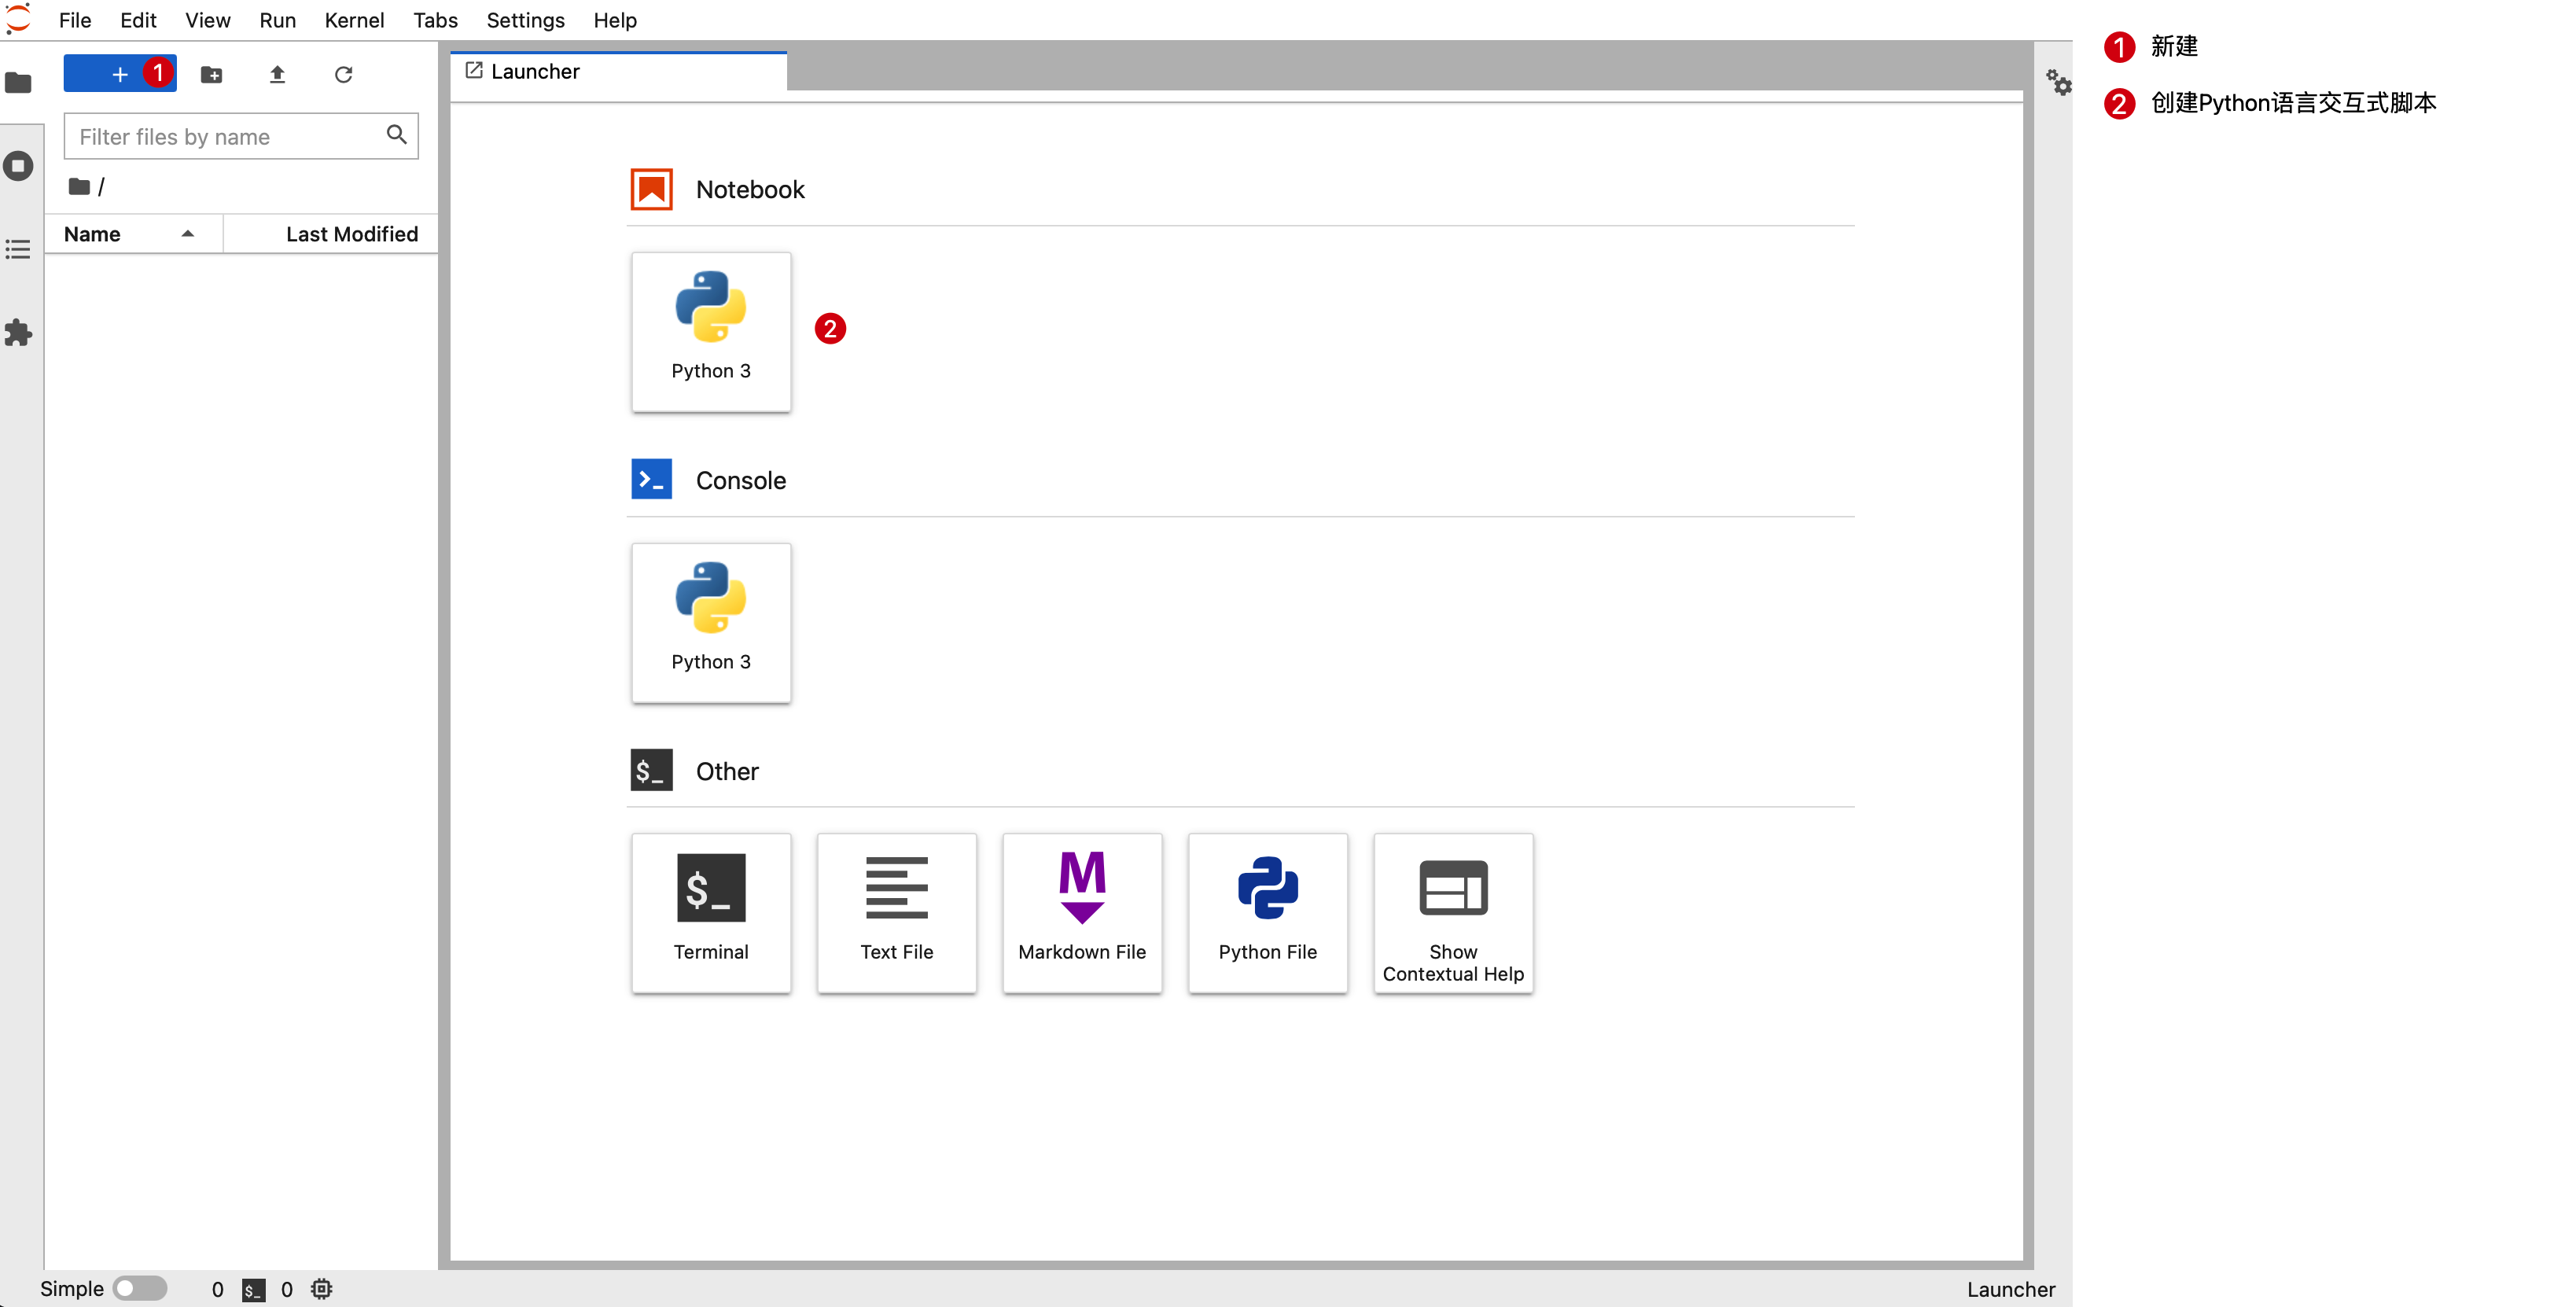 File Edit View Run Kernel Tabs Settings Help
+ 1
Filter files by name
/
Name Last Modified
Launcher
Notebook
Python 3
2
Console
Python 3
$_ Other
$_ Terminal
Text File
M Markdown File
Python File
Show
Contextual Help
Simple 0 $_ 0
Launcher
1 新建
2 创建Python语言交互式脚本